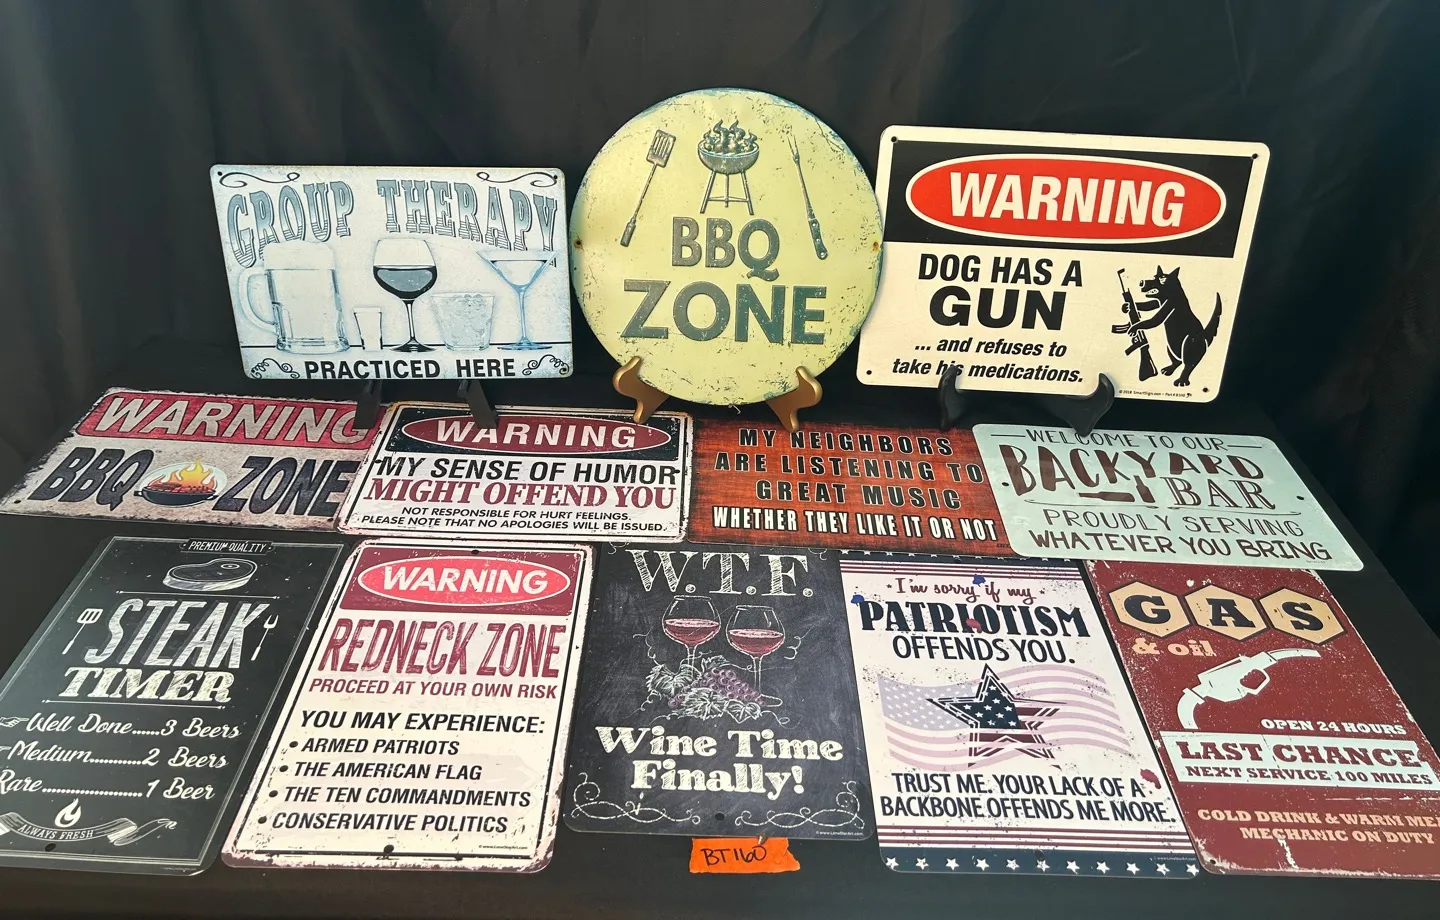 GROUP THERAPY
PRACTICED HERE
BBQ
ZONE
WARNING
DOG HAS A
GUN
... and refuses to
take his medications.
WARNING
BBQ ZONE
WARNING
MY SENSE OF HUMOR
MIGHT OFFEND YOU
NOT RESPONSIBLE FOR HURT FEELINGS.
PLEASE NOTE THAT NO APOLOGIES WILL BE ISSUED.
MY NEIGHBORS
ARE LISTENING TO
GREAT MUSIC
WHETHER THEY LIKE IT OR NOT
WELCOME TO OUR
BACKYARD
BAR
PROUDLY SERVING
WHATEVER YOU BRING
PREMIUM QUALITY
STEAK
TIMER
Well Done......3 Beers
Medium............2 Beers
Rare......................1 Beer
ALWAYS FRESH
WARNING
REDNECK ZONE
PROCEED AT YOUR OWN RISK
YOU MAY EXPERIENCE:
• ARMED PATRIOTS
• THE AMERICAN FLAG
• THE TEN COMMANDMENTS
• CONSERVATIVE POLITICS
W.T.F.
Wine Time
Finally!
BT 160
I'm sorry if my
PATRIOTISM
OFFENDS YOU.
TRUST ME. YOUR LACK OF A
BACKBONE OFFENDS ME MORE.
GAS
& oil
OPEN 24 HOURS
LAST CHANCE
NEXT SERVICE 100 MILES
COLD DRINK & WARM ME
MECHANIC ON DUTY